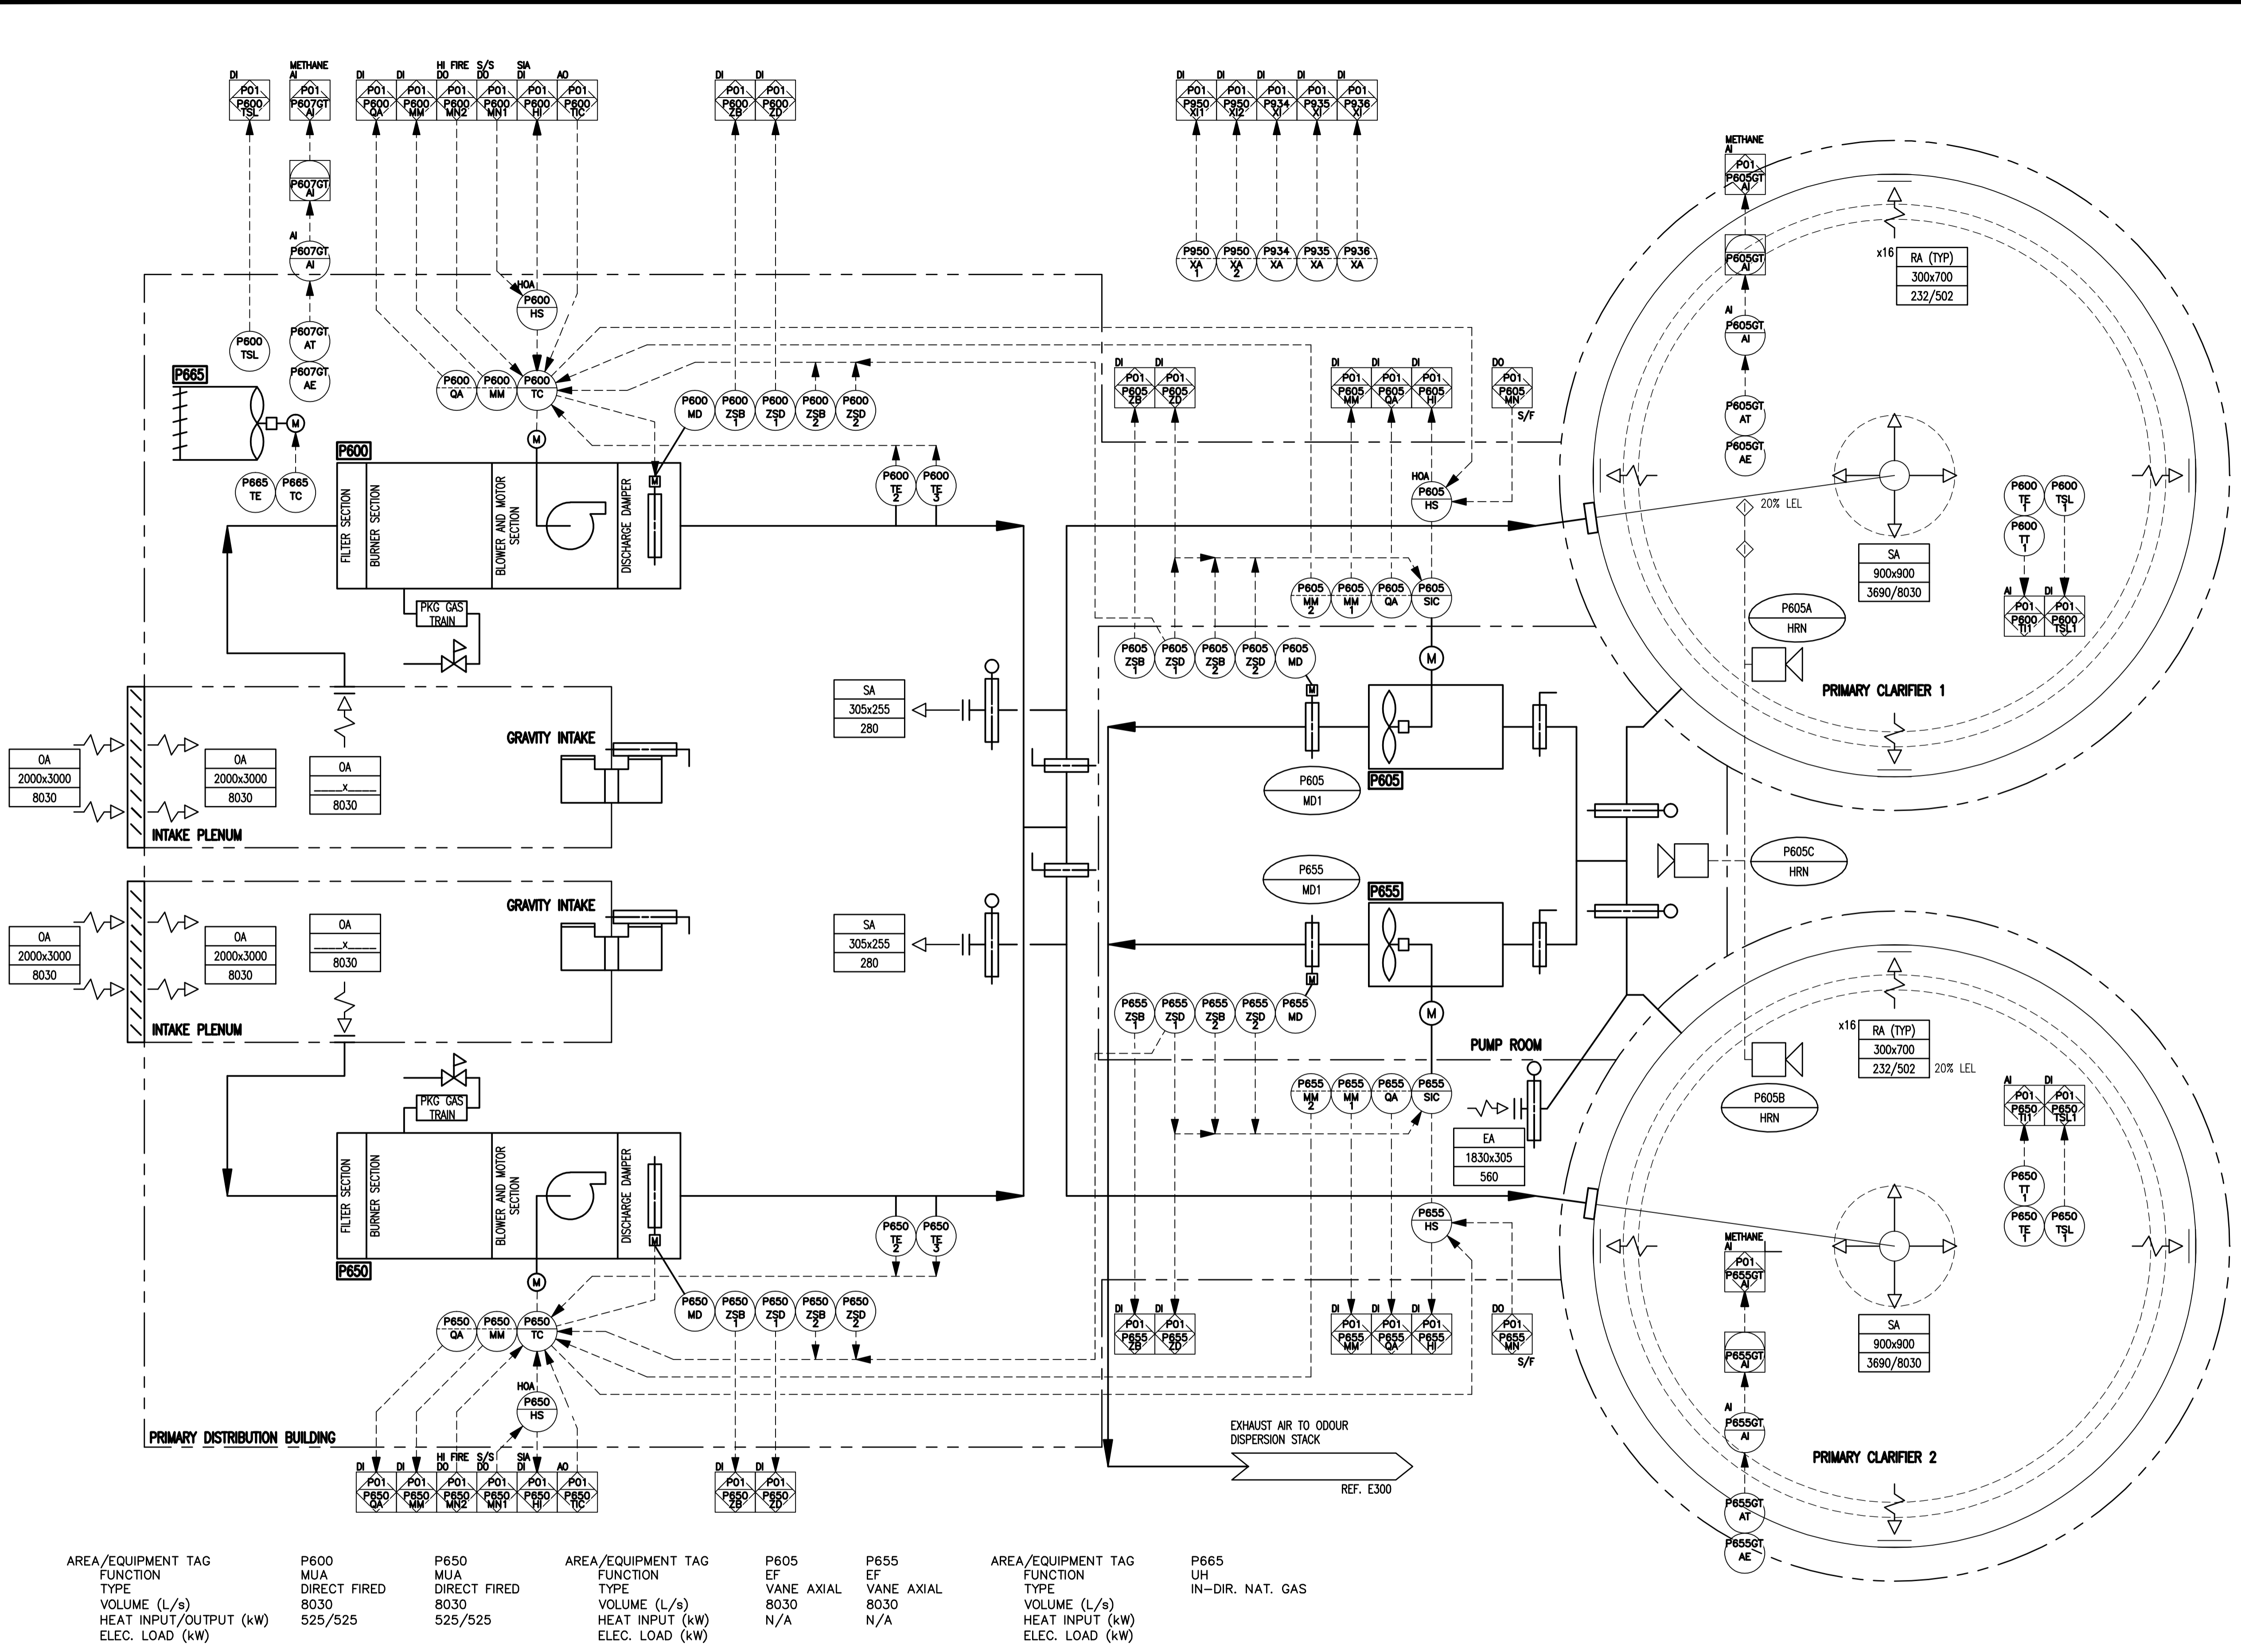 DI
P01
P600
TSL
METHANE
AI
P01
P607GT
AI
DI
P01
P600
QA
DI
P01
P600
MM
HI FIRE
DO
P01
P600
MN2
S/S
DO
P01
P600
MN1
SIA
DI
P01
P600
HI
AO
P01
P600
TIC
DI
P01
P600
ZB
DI
P01
P600
ZD
DI
P01
P950
XI1
DI
P01
P950
XI2
DI
P01
P934
XI
DI
P01
P935
XI
DI
P01
P936
XI
P607GT
AI
AI
P607GT
AI
P600
TSL
P607GT
AT
P607GT
AE
HOA
P600
HS
P600
QA
P600
MM
P600
TC
P950
XA
1
P950
XA
2
P934
XA
P935
XA
P936
XA
P665
P665
TE
P665
TC
M
P600
MD
P600
ZSB
1
P600
ZSD
1
P600
ZSB
2
P600
ZSD
2
P600
TE
2
P600
TE
3
P600
M
M
FILTER SECTION
BURNER SECTION
BLOWER AND MOTOR
SECTION
DISCHARGE DAMPER
PKG GAS
TRAIN
DI
P01
P605
ZB
DI
P01
P605
ZD
DI
P01
P605
MM
DI
P01
P605
QA
DI
P01
P605
HI
DO
P01
P605
MN
S/F
HOA
P605
HS
P605
MM
2
P605
MM
1
P605
QA
P605
SIC
P605
ZSB
1
P605
ZSD
1
P605
ZSB
2
P605
ZSD
2
P605
MD
M
M
P605
MD1
P605
METHANE
AI
P01
P605GT
AI
P605GT
AI
AI
P605GT
AI
P605GT
AT
P605GT
AE
x16
RA (TYP)
300x700
232/502
20% LEL
SA
900x900
3690/8030
P600
TE
1
P600
TSL
1
P600
TT
1
AI
P01
P600
TI1
DI
P01
P600
TSL1
P605A
HRN
PRIMARY CLARIFIER 1
OA
2000x3000
8030
OA
2000x3000
8030
OA
____x____
8030
GRAVITY INTAKE
INTAKE PLENUM
SA
305x255
280
P605C
HRN
OA
2000x3000
8030
OA
2000x3000
8030
OA
____x____
8030
GRAVITY INTAKE
INTAKE PLENUM
SA
305x255
280
P655
MD1
P655
M
M
P655
ZSB
1
P655
ZSD
1
P655
ZSB
2
P655
ZSD
2
P655
MD
PUMP ROOM
P655
MM
2
P655
MM
1
P655
QA
P655
SIC
EA
1830x305
560
P655
HS
PKG GAS
TRAIN
FILTER SECTION
BURNER SECTION
BLOWER AND MOTOR
SECTION
DISCHARGE DAMPER
M
P650
M
P650
TE
2
P650
TE
3
P650
MD
P650
ZSB
1
P650
ZSD
1
P650
ZSB
2
P650
ZSD
2
P650
QA
P650
MM
P650
TC
HOA
P650
HS
x16
RA (TYP)
300x700
232/502
20% LEL
P605B
HRN
AI
P01
P650
TI1
DI
P01
P650
TSL1
P650
TT
1
P650
TE
1
P650
TSL
1
METHANE
AI
P01
P655GT
AI
P655GT
AI
AI
P655GT
AI
P655GT
AT
P655GT
AE
SA
900x900
3690/8030
PRIMARY CLARIFIER 2
DI
P01
P655
ZB
DI
P01
P655
ZD
DI
P01
P655
MM
DI
P01
P655
QA
DI
P01
P655
HI
DO
P01
P655
MN
S/F
PRIMARY DISTRIBUTION BUILDING
DI
P01
P650
QA
DI
P01
P650
MM
HI FIRE
DO
P01
P650
MN2
S/S
DO
P01
P650
MN1
SIA
DI
P01
P650
HI
AO
P01
P650
TIC
DI
P01
P650
ZB
DI
P01
P650
ZD
EXHAUST AIR TO ODOUR
DISPERSION STACK
REF. E300
AREA/EQUIPMENT TAG P600 P650
FUNCTION MUA MUA
TYPE DIRECT FIRED DIRECT FIRED
VOLUME (L/s) 8030 8030
HEAT INPUT/OUTPUT (kW) 525/525 525/525
ELEC. LOAD (kW)
AREA/EQUIPMENT TAG P605 P655
FUNCTION EF EF
TYPE VANE AXIAL VANE AXIAL
VOLUME (L/s) 8030 8030
HEAT INPUT (kW) N/A N/A
ELEC. LOAD (kW)
AREA/EQUIPMENT TAG P665
FUNCTION UH
TYPE IN-DIR. NAT. GAS
VOLUME (L/s)
HEAT INPUT (kW)
ELEC. LOAD (kW)